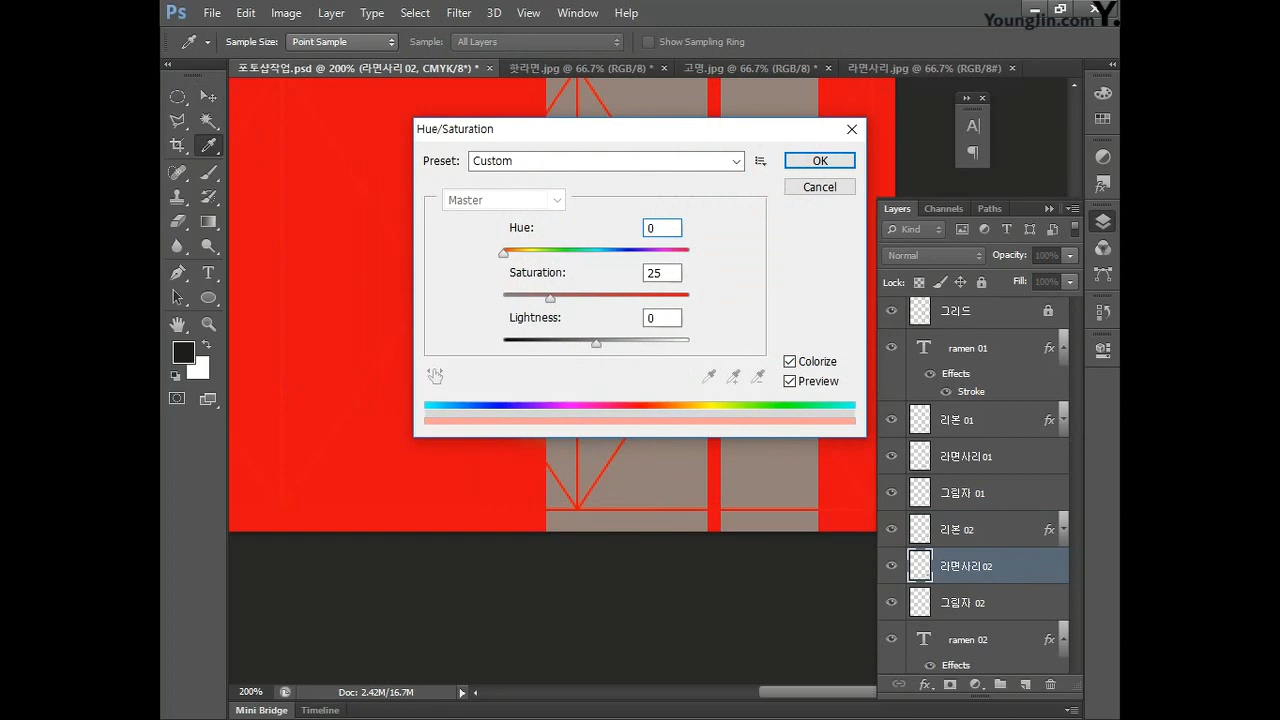 Ps File Edit Image Layer Type Select Filter 3D View Window Help
YoungJin.com Y.
Sample Size: Point Sample Sample: All Layers Show Sampling Ring
포토샵작업.psd @ 200% (라면사리 02, CMYK/8*) * × 핫라면.jpg @ 66.7% (RGB/8) * × 고명.jpg @ 66.7% (RGB/8) * × 라면사리.jpg @ 66.7% (RGB/8#) ×
Hue/Saturation
Preset: Custom OK
Cancel
Master
Hue: 0
Saturation: 25
Lightness: 0
Colorize
Preview
Layers Channels Paths
Kind T
Normal Opacity: 100%
Lock: Fill: 100%
그리드
T ramen 01 fx
Effects
Stroke
리본 01 fx
라면사리01
그림자 01
리본 02 fx
라면사리02
그림자 02
T ramen 02 fx
Effects
200% Doc: 2.42M/16.7M
Mini Bridge Timeline